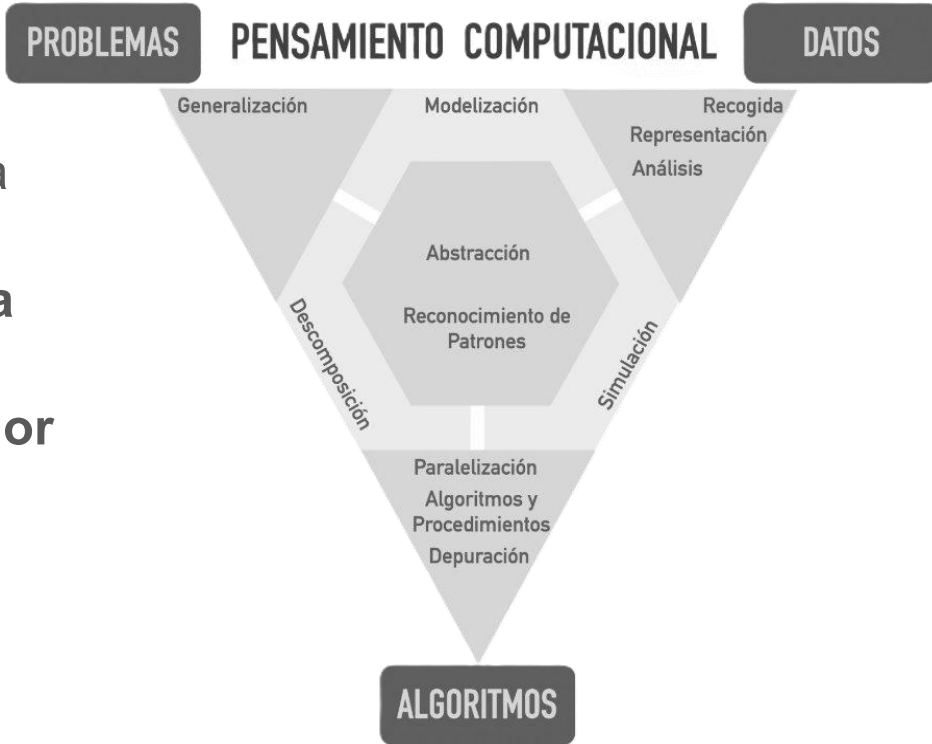 PROBLEMAS
PENSAMIENTO COMPUTACIONAL
DATOS
Generalización
Modelización
Recogida
Representación
Análisis
a
a
or
Abstracción
Reconocimiento de
Patrones
Descomposición
Simulación
Paralelización
Algoritmos y
Procedimientos
Depuración
ALGORITMOS